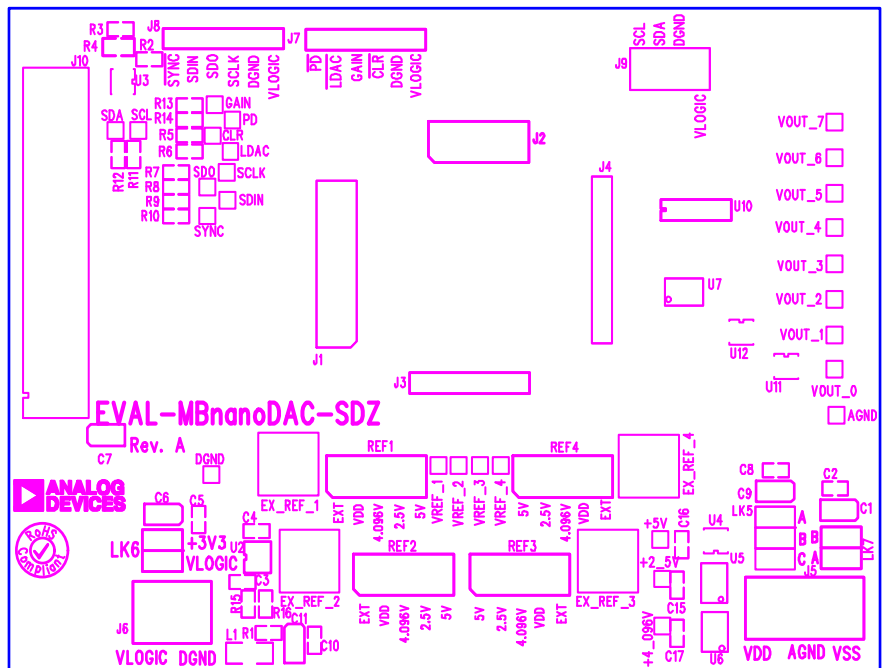 R3
R4
R2
J10
U3
J8
SYNC
SDIN
SDO
SCLK
DGND
VLOGIC
J7
PD
LDAC
GAIN
CLR
DGND
VLOGIC
SCL
SDA
DGND
J9
VLOGIC
R13
GAIN
R14
PD
SDA
SCL
R5
CLR
R6
LDAC
R12
R11
R7
SDO
SCLK
R8
R9
SDIN
R10
SYNC
J2
J4
J1
J3
U10
U7
U12
U11
VOUT_7
VOUT_6
VOUT_5
VOUT_4
VOUT_3
VOUT_2
VOUT_1
VOUT_0
AGND
EVAL-MBnanoDAC-SDZ
Rev. A
C7
DGND
ANALOG
DEVICES
RoHS
Compliant
EX_REF_1
REF1
EXT
VDD
4.096V
2.5V
5V
VREF_1
VREF_2
VREF_3
VREF_4
REF4
5V
2.5V
4.096V
VDD
EXT
EX_REF_4
C6
C5
C4
LK6
+3V3
VLOGIC
U2
C3
EX_REF_2
REF2
EXT
VDD
4.096V
2.5V
5V
REF3
5V
2.5V
4.096V
VDD
EXT
EX_REF_3
R15
R16
J6
VLOGIC DGND
L1
R1
C11
C10
+5V
C16
+2_5V
C15
+4_096V
C17
U4
U5
U6
C8
C9
C2
C1
LK5
A
B
C
B
A
LK7
J5
VDD AGND VSS